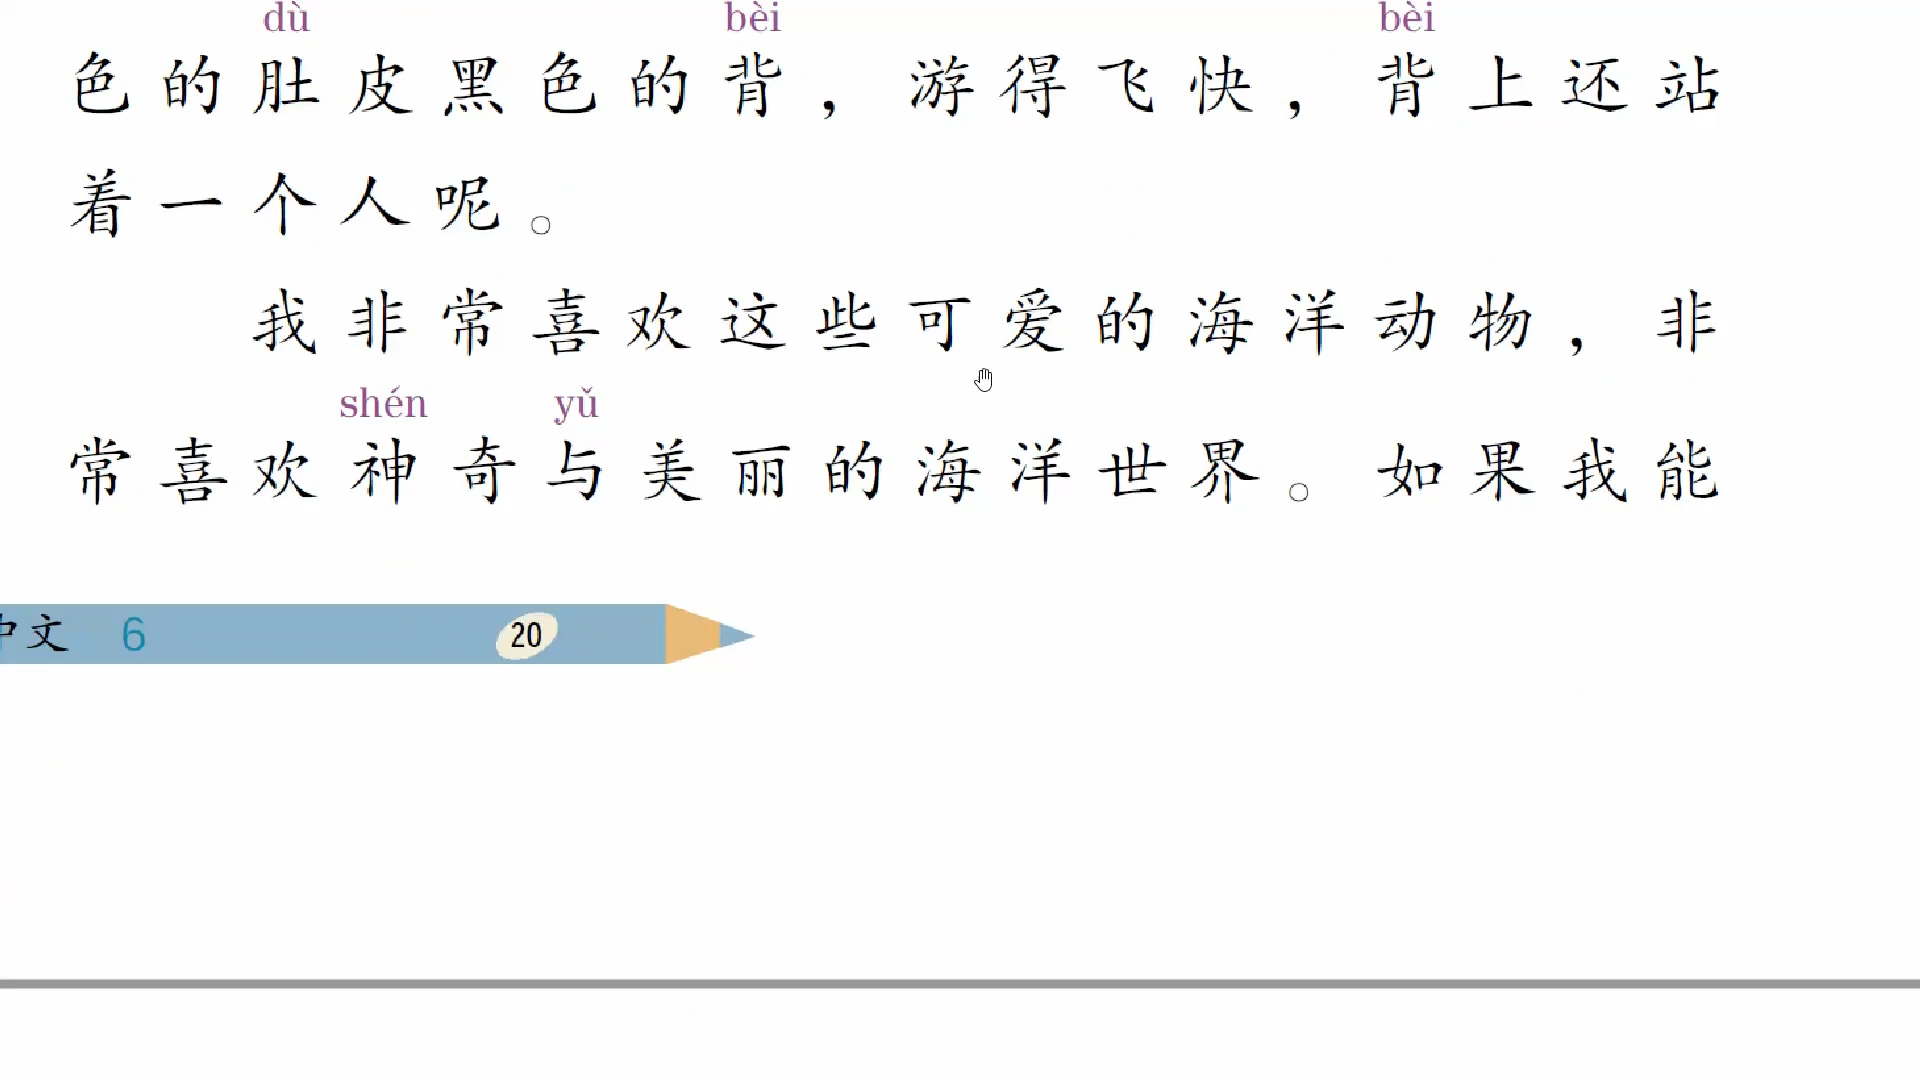 dù bèi bèi
色的肚皮黑色的背，游得飞快，背上还站
着一个人呢。
我非常喜欢这些可爱的海洋动物，非
shén yǔ
常喜欢神奇与美丽的海洋世界。如果我能
中文 6 20